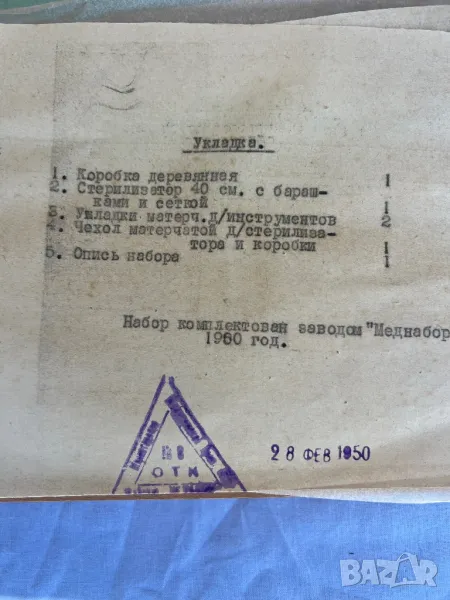 Укладка.
1. Коробка деревянная 1
2. Стерилизатор 40 см. с бараш-
ками и сеткой 1
3. Укладки матерч.д/инструментов 2
4. Чехол матерчатой д/стерилиза-
тора и коробки 1
5. Опись набора 1
Набор комплектован заводом "Меднабор
1960 год.
ОТК
28 ФЕВ 1950
BAZAR